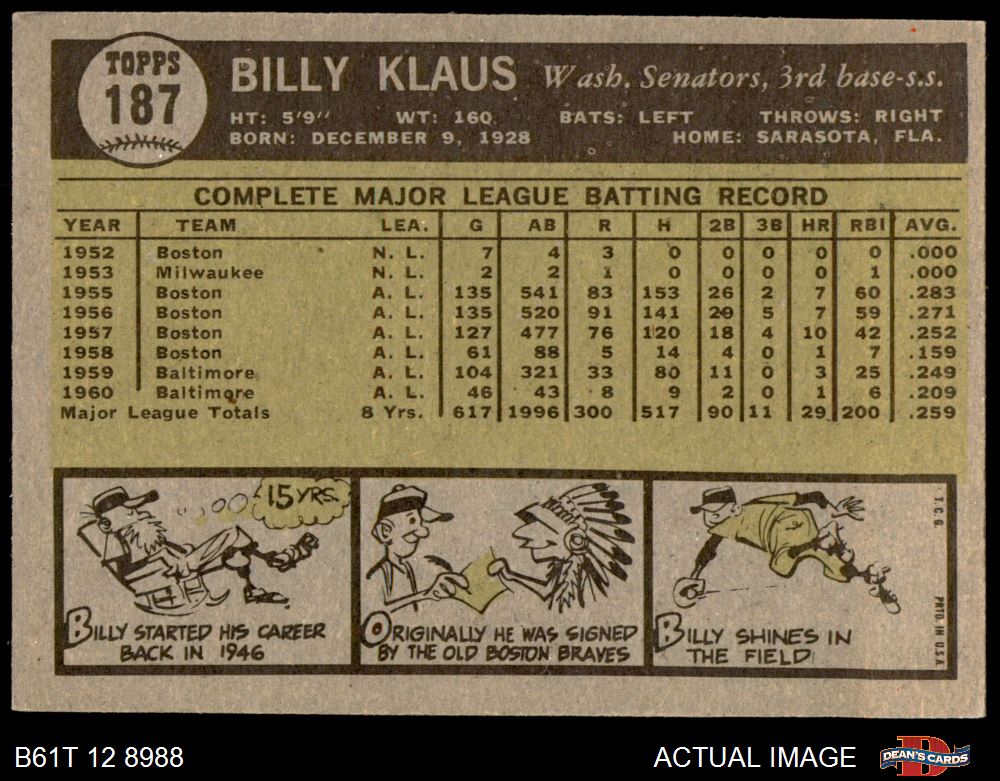 TOPPS
187
BILLY KLAUS Wash. Senators, 3rd base-s.s.
HT: 5'9" WT: 160 BATS: LEFT THROWS: RIGHT
BORN: DECEMBER 9, 1928 HOME: SARASOTA, FLA.
COMPLETE MAJOR LEAGUE BATTING RECORD
YEAR TEAM LEA. G AB R H 2B 3B HR RBI AVG.
1952 Boston N. L. 7 4 3 0 0 0 0 0 .000
1953 Milwaukee N. L. 2 2 1 0 0 0 0 1 .000
1955 Boston A. L. 135 541 83 153 26 2 7 60 .283
1956 Boston A. L. 135 520 91 141 29 5 7 59 .271
1957 Boston A. L. 127 477 76 120 18 4 10 42 .252
1958 Boston A. L. 61 88 5 14 4 0 1 7 .159
1959 Baltimore A. L. 104 321 33 80 11 0 3 25 .249
1960 Baltimore A. L. 46 43 8 9 2 0 1 6 .209
Major League Totals 8 Yrs. 617 1996 300 517 90 11 29 200 .259
15 YRS.
BILLY STARTED HIS CAREER
BACK IN 1946
ORIGINALLY HE WAS SIGNED
BY THE OLD BOSTON BRAVES
BILLY SHINES IN
THE FIELD
T. C. G.
PRTD. IN U.S.A.
B61T 12 8988 ACTUAL IMAGE DEAN'S CARDS